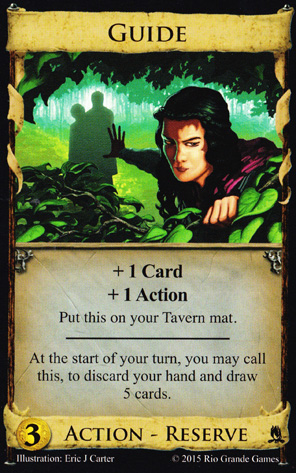 GUIDE
+1 Card
+1 Action
Put this on your Tavern mat.
At the start of your turn, you may call
this, to discard your hand and draw
5 cards.
3 ACTION - RESERVE
Illustration: Eric J Carter © 2015 Rio Grande Games